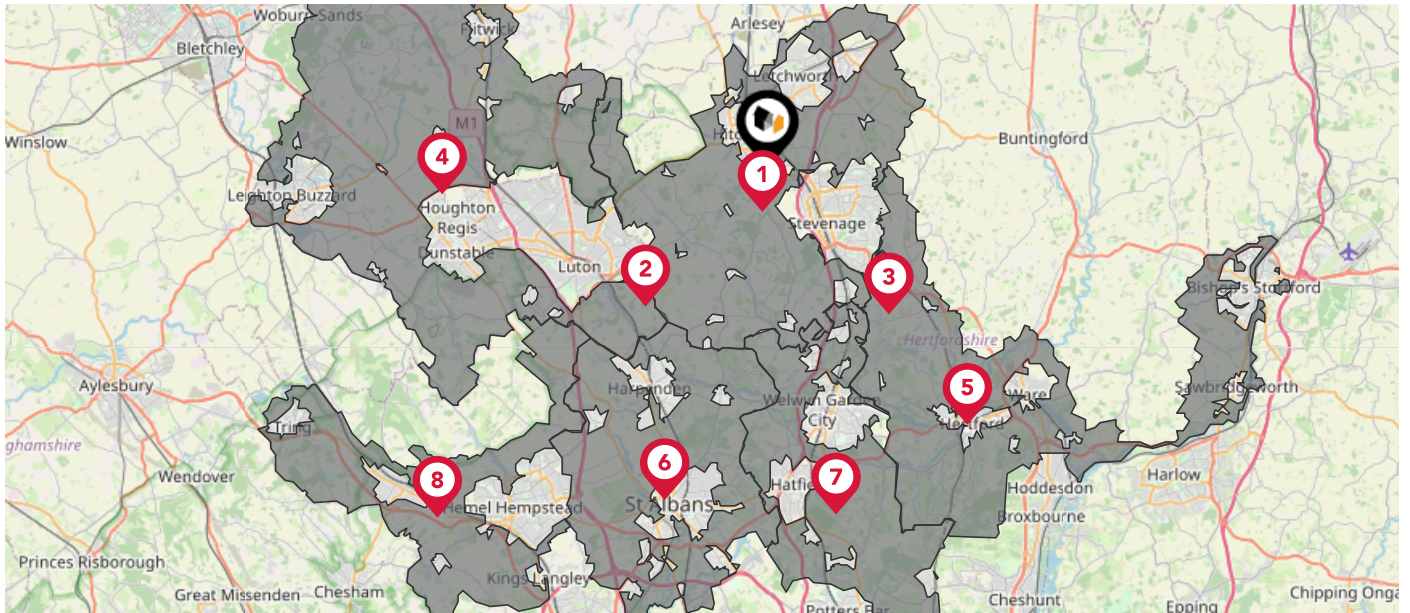 Woburn Sands
Flitwick
Arlesey
Bletchley
Letchworth
M1
Winslow
Buntingford
4
1
Leighton Buzzard
Houghton
Regis
Stevenage
Dunstable
2
Luton
3
Bishop's Stortford
Hertfordshire
Aylesbury
Harpenden
5
Ware
Sawbridgeworth
Welwyn Garden
City
Tring
Hertford
ghamshire
Wendover
8
6
7
Harlow
Hatfie
Hoddesdon
Hemel Hempstead
St Albans
Broxbourne
Princes Risborough
Kings Langley
Chesham
Great Missenden
Cheshunt
Epping
Chipping Onga
Potters Bar